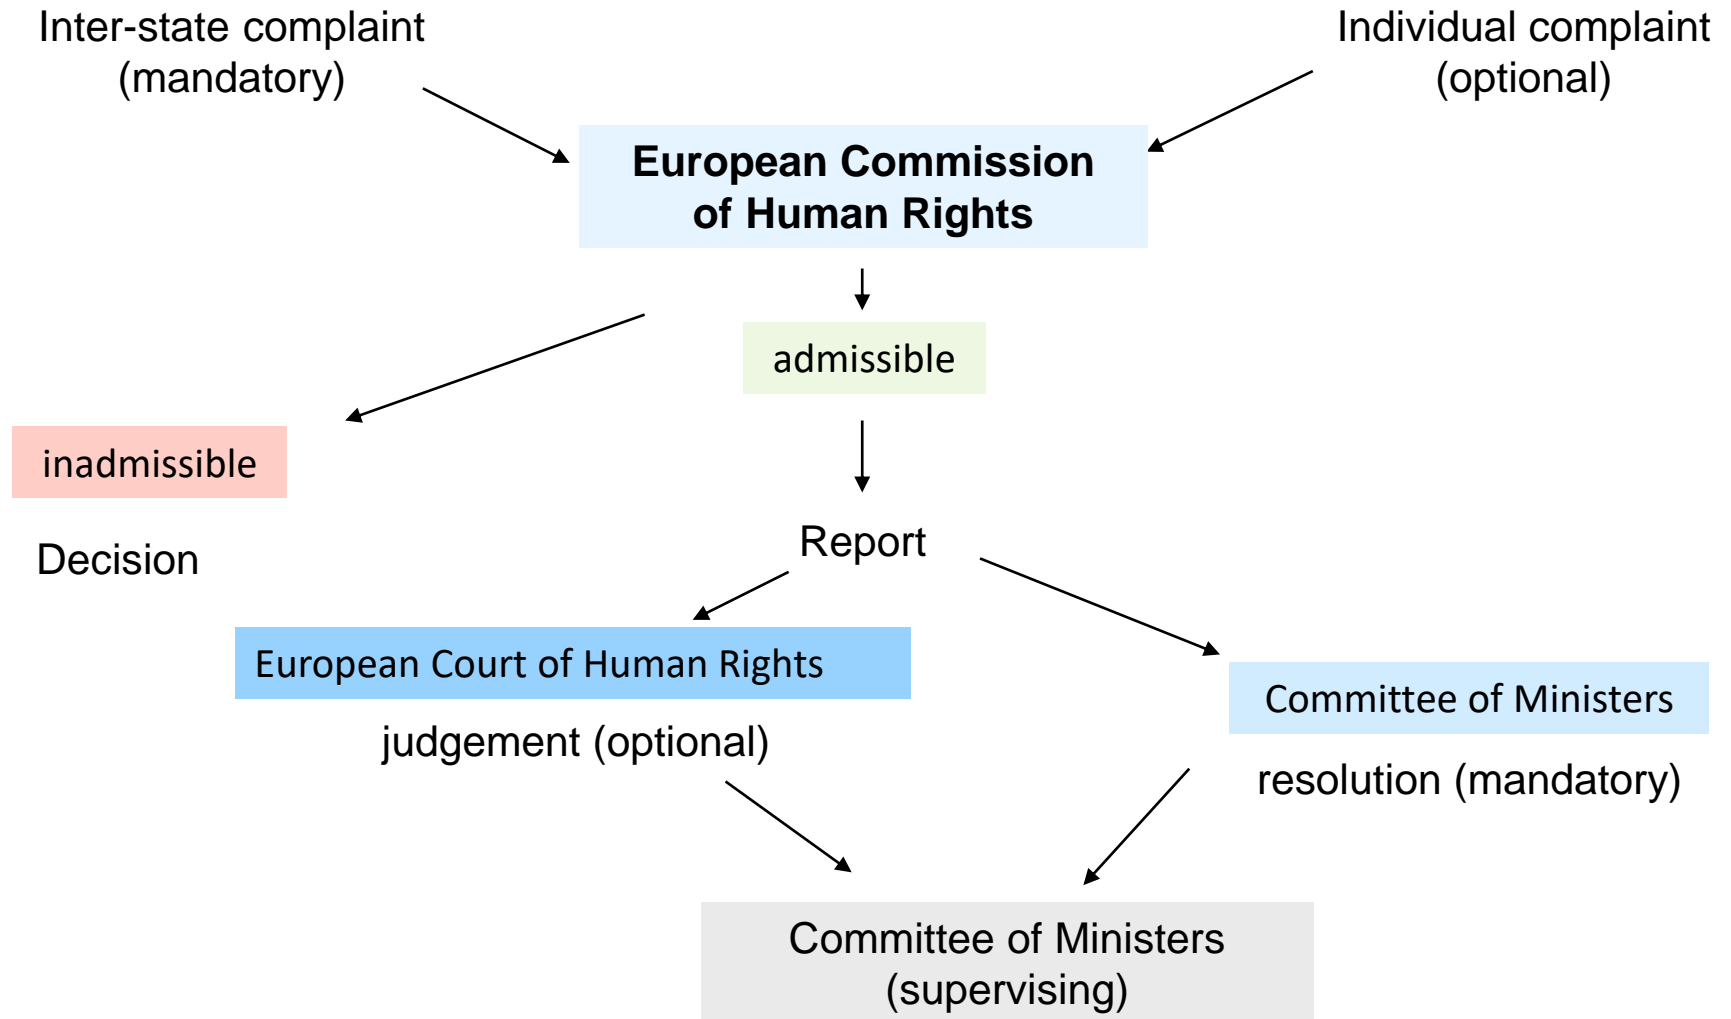 Inter-state complaint
(mandatory)
Individual complaint
(optional)
European Commission
of Human Rights
admissible
inadmissible
Decision
Report
European Court of Human Rights
judgement (optional)
Committee of Ministers
resolution (mandatory)
Committee of Ministers
(supervising)